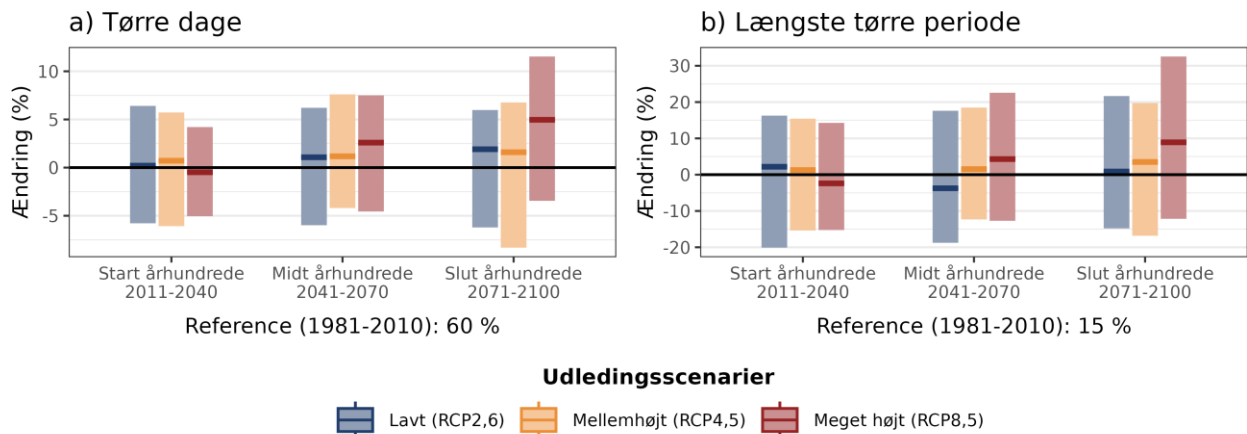 a) Tørre dage
Ændring (%)
10
5
0
-5
Start århundrede
2011-2040
Midt århundrede
2041-2070
Slut århundrede
2071-2100
Reference (1981-2010): 60 %
b) Længste tørre periode
Ændring (%)
30
20
10
0
-10
-20
Start århundrede
2011-2040
Midt århundrede
2041-2070
Slut århundrede
2071-2100
Reference (1981-2010): 15 %
Udledingsscenarier
Lavt (RCP2,6)
Mellemhøjt (RCP4,5)
Meget højt (RCP8,5)